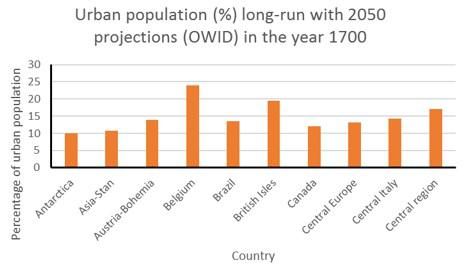 Urban population (%) long-run with 2050
projections (OWID) in the year 1700
Percentage of urban population
30
25
20
15
10
5
0
Antarctica
Asia-Stan
Austria-Bohemia
Belgium
Brazil
British Isles
Canada
Central Europe
Central Italy
Central region
Country